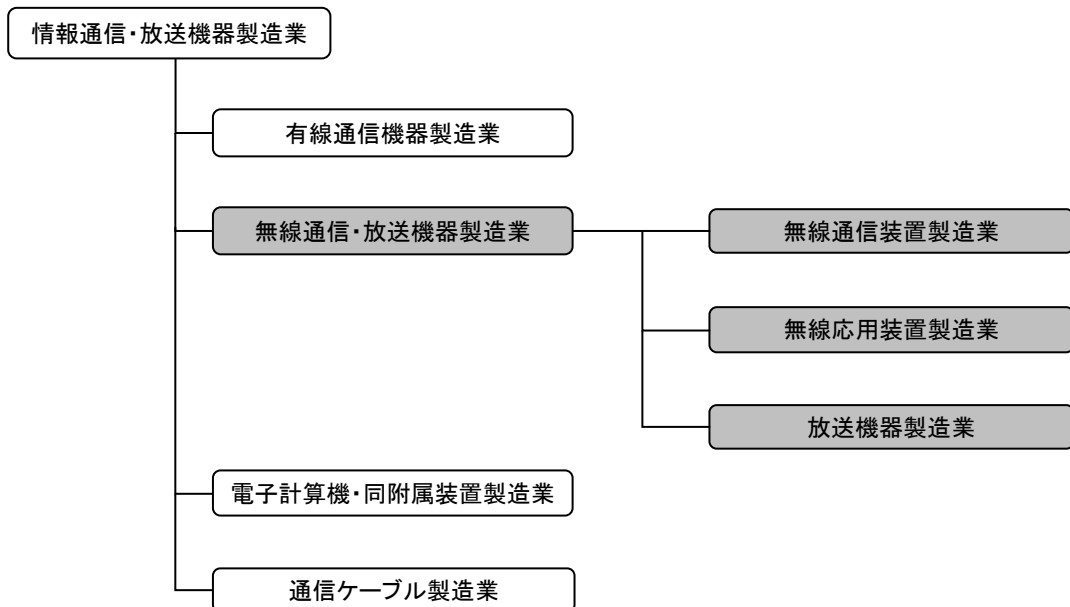 情報通信・放送機器製造業
有線通信機器製造業
無線通信・放送機器製造業
無線通信装置製造業
無線応用装置製造業
放送機器製造業
電子計算機・同附属装置製造業
通信ケーブル製造業